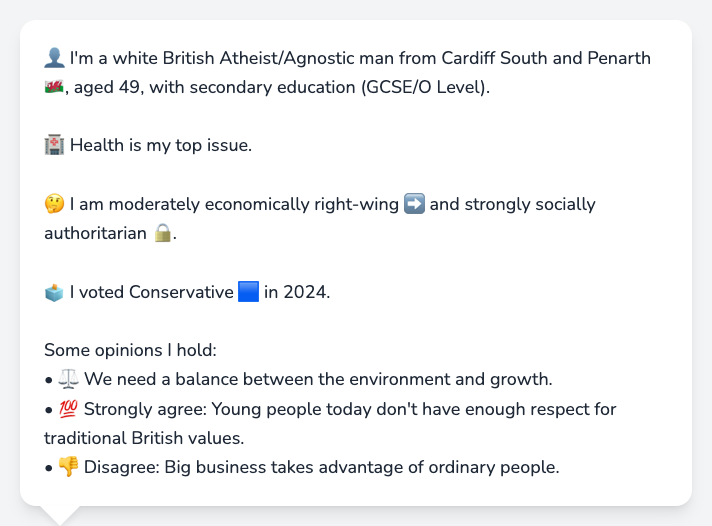 👤 I'm a white British Atheist/Agnostic man from Cardiff South and Penarth
🏴󠁧󠁢󠁷󠁬󠁳󠁿, aged 49, with secondary education (GCSE/O Level).
🏥 Health is my top issue.
🤔 I am moderately economically right-wing ➡️ and strongly socially
authoritarian 🔒.
🗳️ I voted Conservative 🟦 in 2024.
Some opinions I hold:
• ⚖️ We need a balance between the environment and growth.
• 💯 Strongly agree: Young people today don't have enough respect for
traditional British values.
• 👎 Disagree: Big business takes advantage of ordinary people.